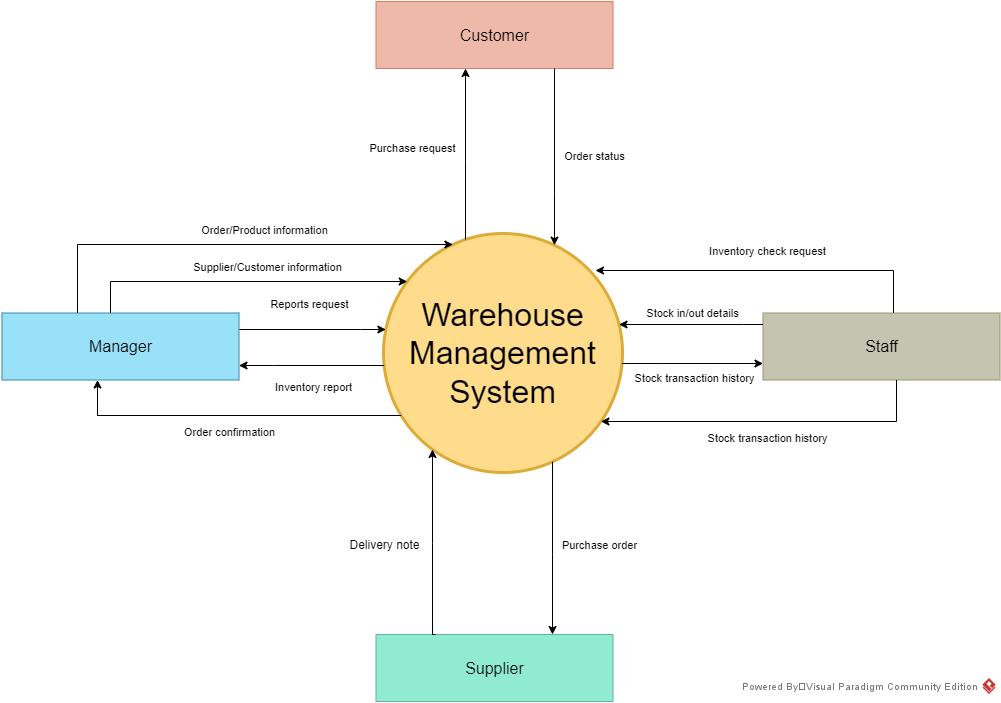 Customer
Purchase request
Order status
Order/Product information
Inventory check request
Supplier/Customer information
Reports request
Stock in/out details
Warehouse
Management
System
Manager
Staff
Inventory report
Stock transaction history
Order confirmation
Stock transaction history
Delivery note
Purchase order
Supplier
Powered By□Visual Paradigm Community Edition